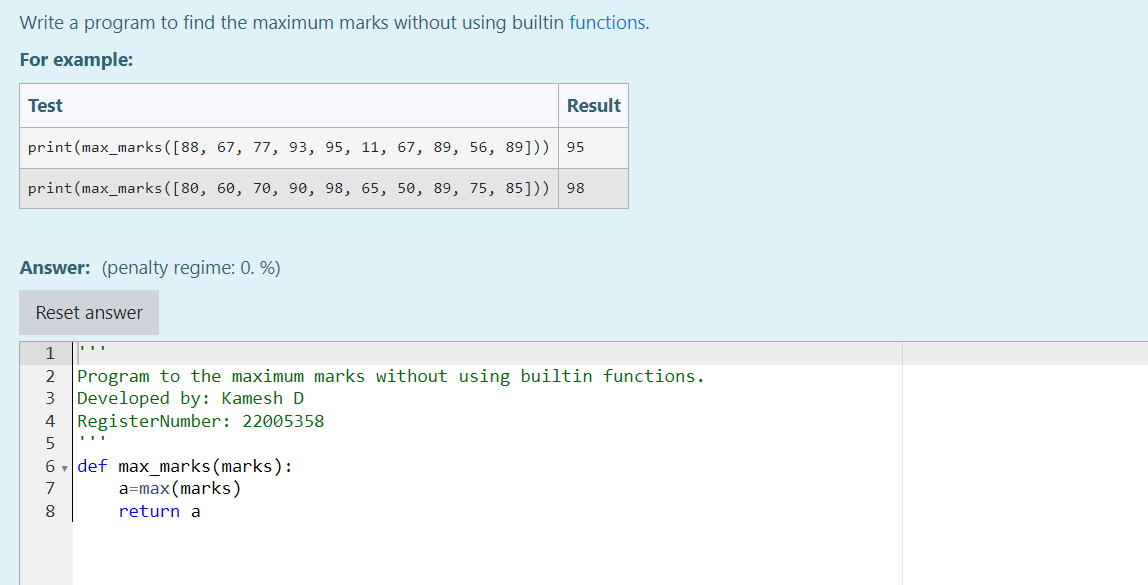 Write a program to find the maximum marks without using builtin functions.
For example:
Test Result
print(max_marks([88, 67, 77, 93, 95, 11, 67, 89, 56, 89])) 95
print(max_marks([80, 60, 70, 90, 98, 65, 50, 89, 75, 85])) 98
Answer: (penalty regime: 0. %)
Reset answer
1 '''
2 Program to the maximum marks without using builtin functions.
3 Developed by: Kamesh D
4 RegisterNumber: 22005358
5 '''
6 def max_marks(marks):
7     a=max(marks)
8     return a